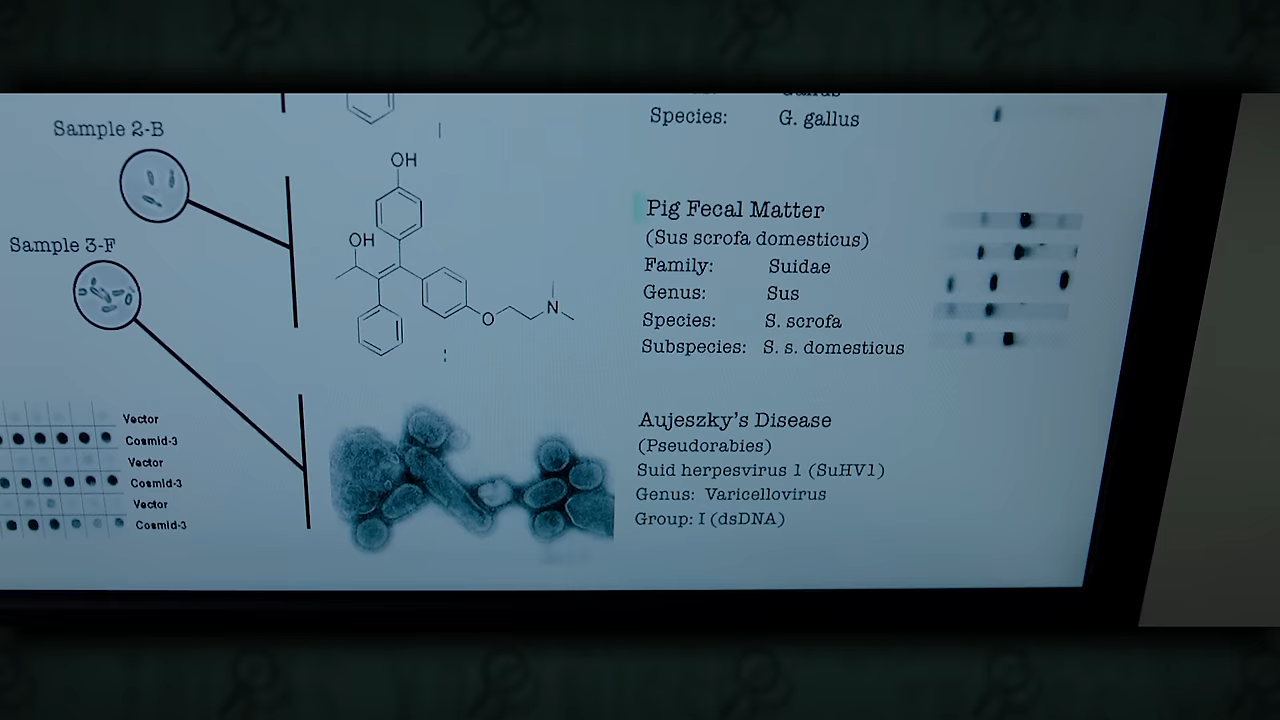 Species: G. gallus
Sample 2-B
OH
Pig Fecal Matter
(Sus scrofa domesticus)
OH
Sample 3-F
Family: Suidae
Genus: Sus
N
O
Species: S. scrofa
Subspecies: S. s. domesticus
Vector
Cosmid-3
Vector
Cosmid-3
Vector
Cosmid-3
Aujeszky's Disease
(Pseudorabies)
Suid herpesvirus 1 (SuHV1)
Genus: Varicellovirus
Group: I (dsDNA)